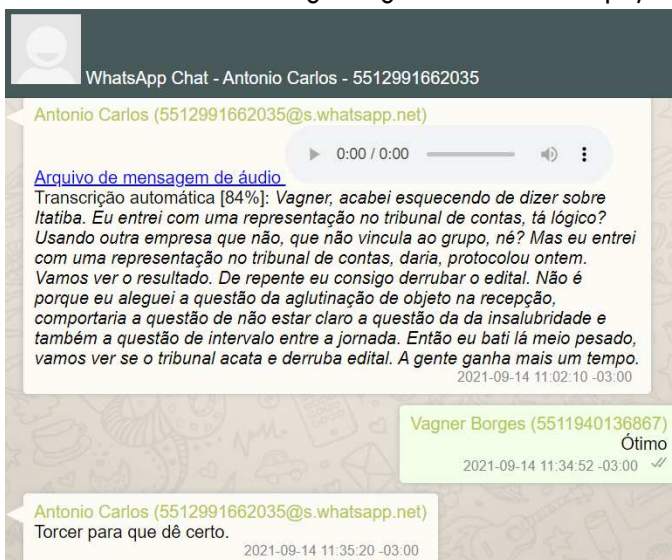 WhatsApp Chat - Antonio Carlos - 5512991662035
Antonio Carlos (5512991662035@s.whatsapp.net)
0:00 / 0:00
Arquivo de mensagem de áudio
Transcrição automática [84%]: Vagner, acabei esquecendo de dizer sobre
Itatiba. Eu entrei com uma representação no tribunal de contas, tá lógico?
Usando outra empresa que não, que não vincula ao grupo, né? Mas eu entrei
com uma representação no tribunal de contas, daria, protocolou ontem.
Vamos ver o resultado. De repente eu consigo derrubar o edital. Não é
porque eu aleguei a questão da aglutinação de objeto na recepção,
comportaria a questão de não estar claro a questão da da insalubridade e
também a questão de intervalo entre a jornada. Então eu bati lá meio pesado,
vamos ver se o tribunal acata e derruba edital. A gente ganha mais um tempo.
2021-09-14 11:02:10 -03:00
Vagner Borges (5511940136867)
Ótimo
2021-09-14 11:34:52 -03:00
Antonio Carlos (5512991662035@s.whatsapp.net)
Torcer para que dê certo.
2021-09-14 11:35:20 -03:00